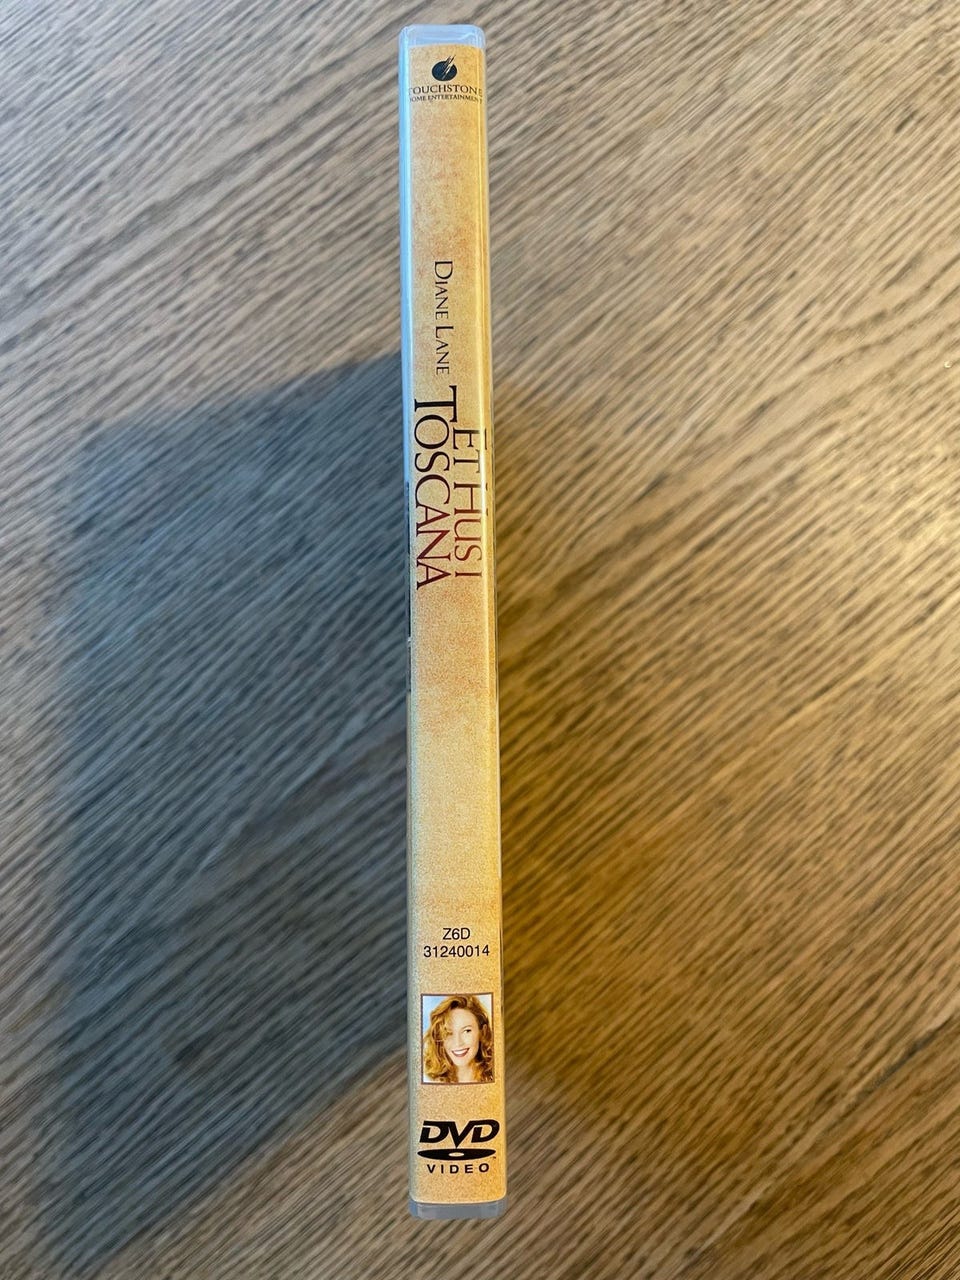 TOUCHSTONE
HOME ENTERTAINMENT
DIANE LANE
ET HUS I
TOSCANA
Z6D
31240014
DVD
VIDEO